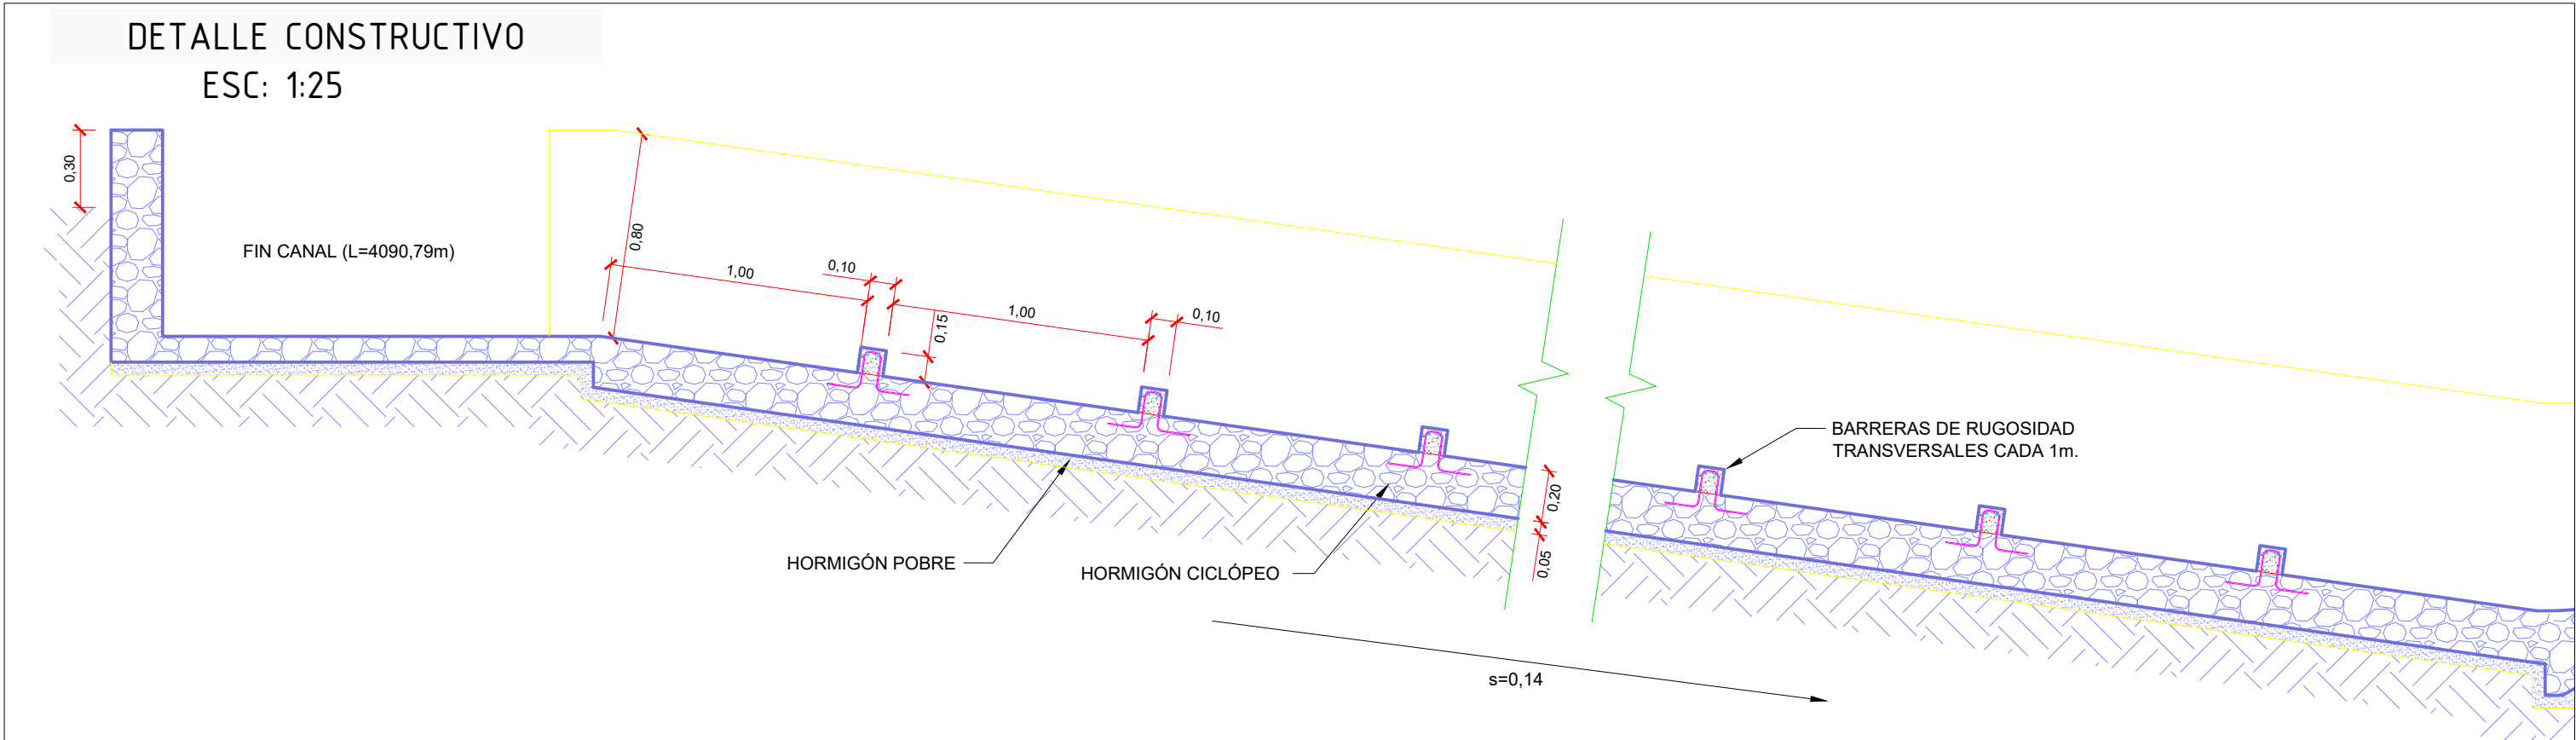 DETALLE CONSTRUCTIVO
ESC: 1:25
0,30
FIN CANAL (L=4090,79m)
0,80
1,00
0,10
0,15
1,00
0,10
BARRERAS DE RUGOSIDAD
TRANSVERSALES CADA 1m.
0,20
0,05
HORMIGÓN POBRE
HORMIGÓN CICLÓPEO
s=0,14